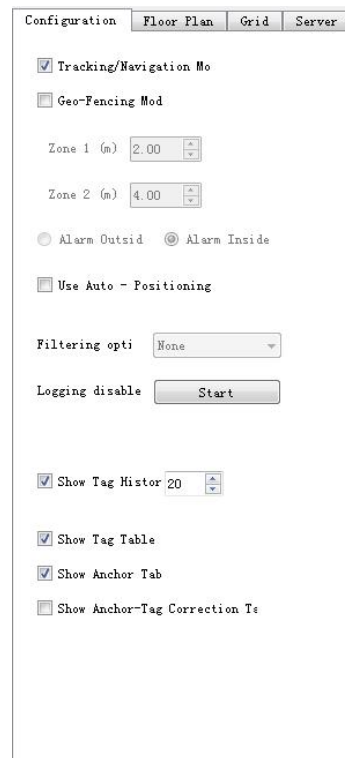 Configuration Floor Plan Grid Server
Tracking/Navigation Mo
Geo-Fencing Mod
Zone 1 (m) 2.00
Zone 2 (m) 4.00
Alarm Outsid Alarm Inside
Use Auto - Positioning
Filtering opti None
Logging disable Start
Show Tag Histor 20
Show Tag Table
Show Anchor Tab
Show Anchor-Tag Correction Ta